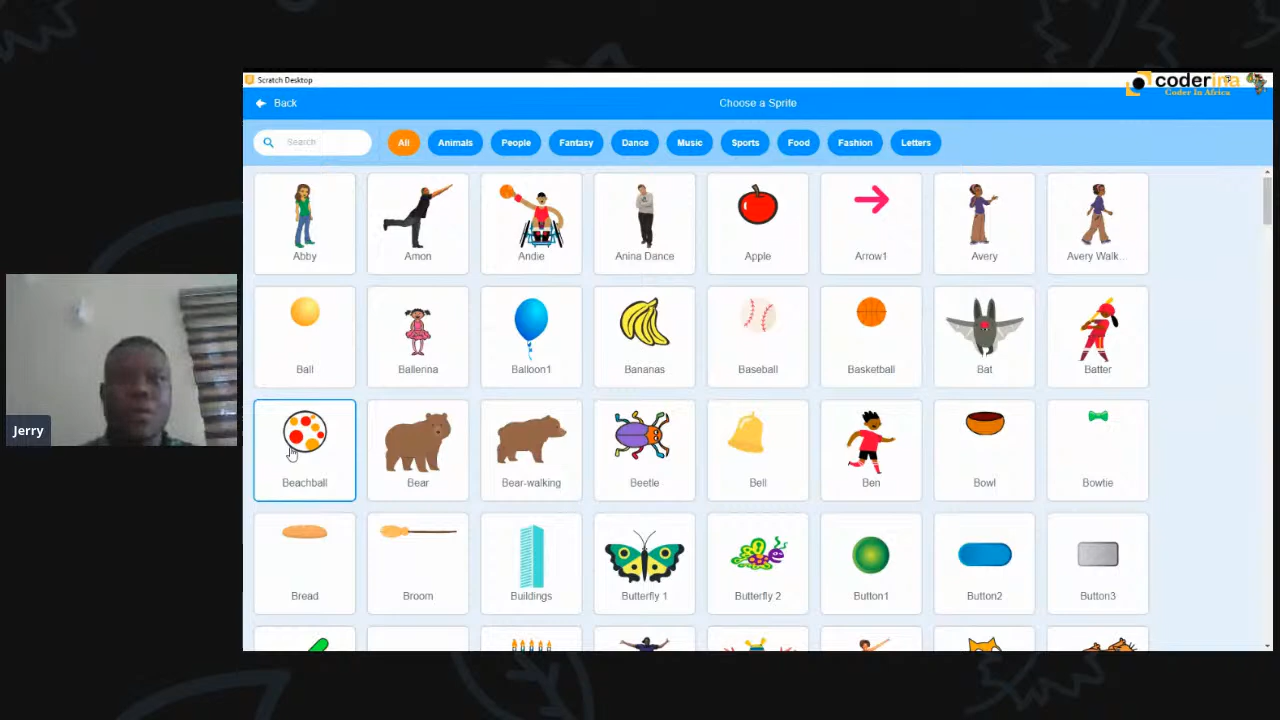 Scratch Desktop
coderina
Coder In Africa
Back
Choose a Sprite
Search
All
Animals
People
Fantasy
Dance
Music
Sports
Food
Fashion
Letters
Abby
Amon
Andie
Anina Dance
Apple
Arrow1
Avery
Avery Walk...
Ball
Ballerina
Balloon1
Bananas
Baseball
Basketball
Bat
Batter
Jerry
Beachball
Bear
Bear-walking
Beetle
Bell
Ben
Bowl
Bowtie
Bread
Broom
Buildings
Butterfly 1
Butterfly 2
Button1
Button2
Button3